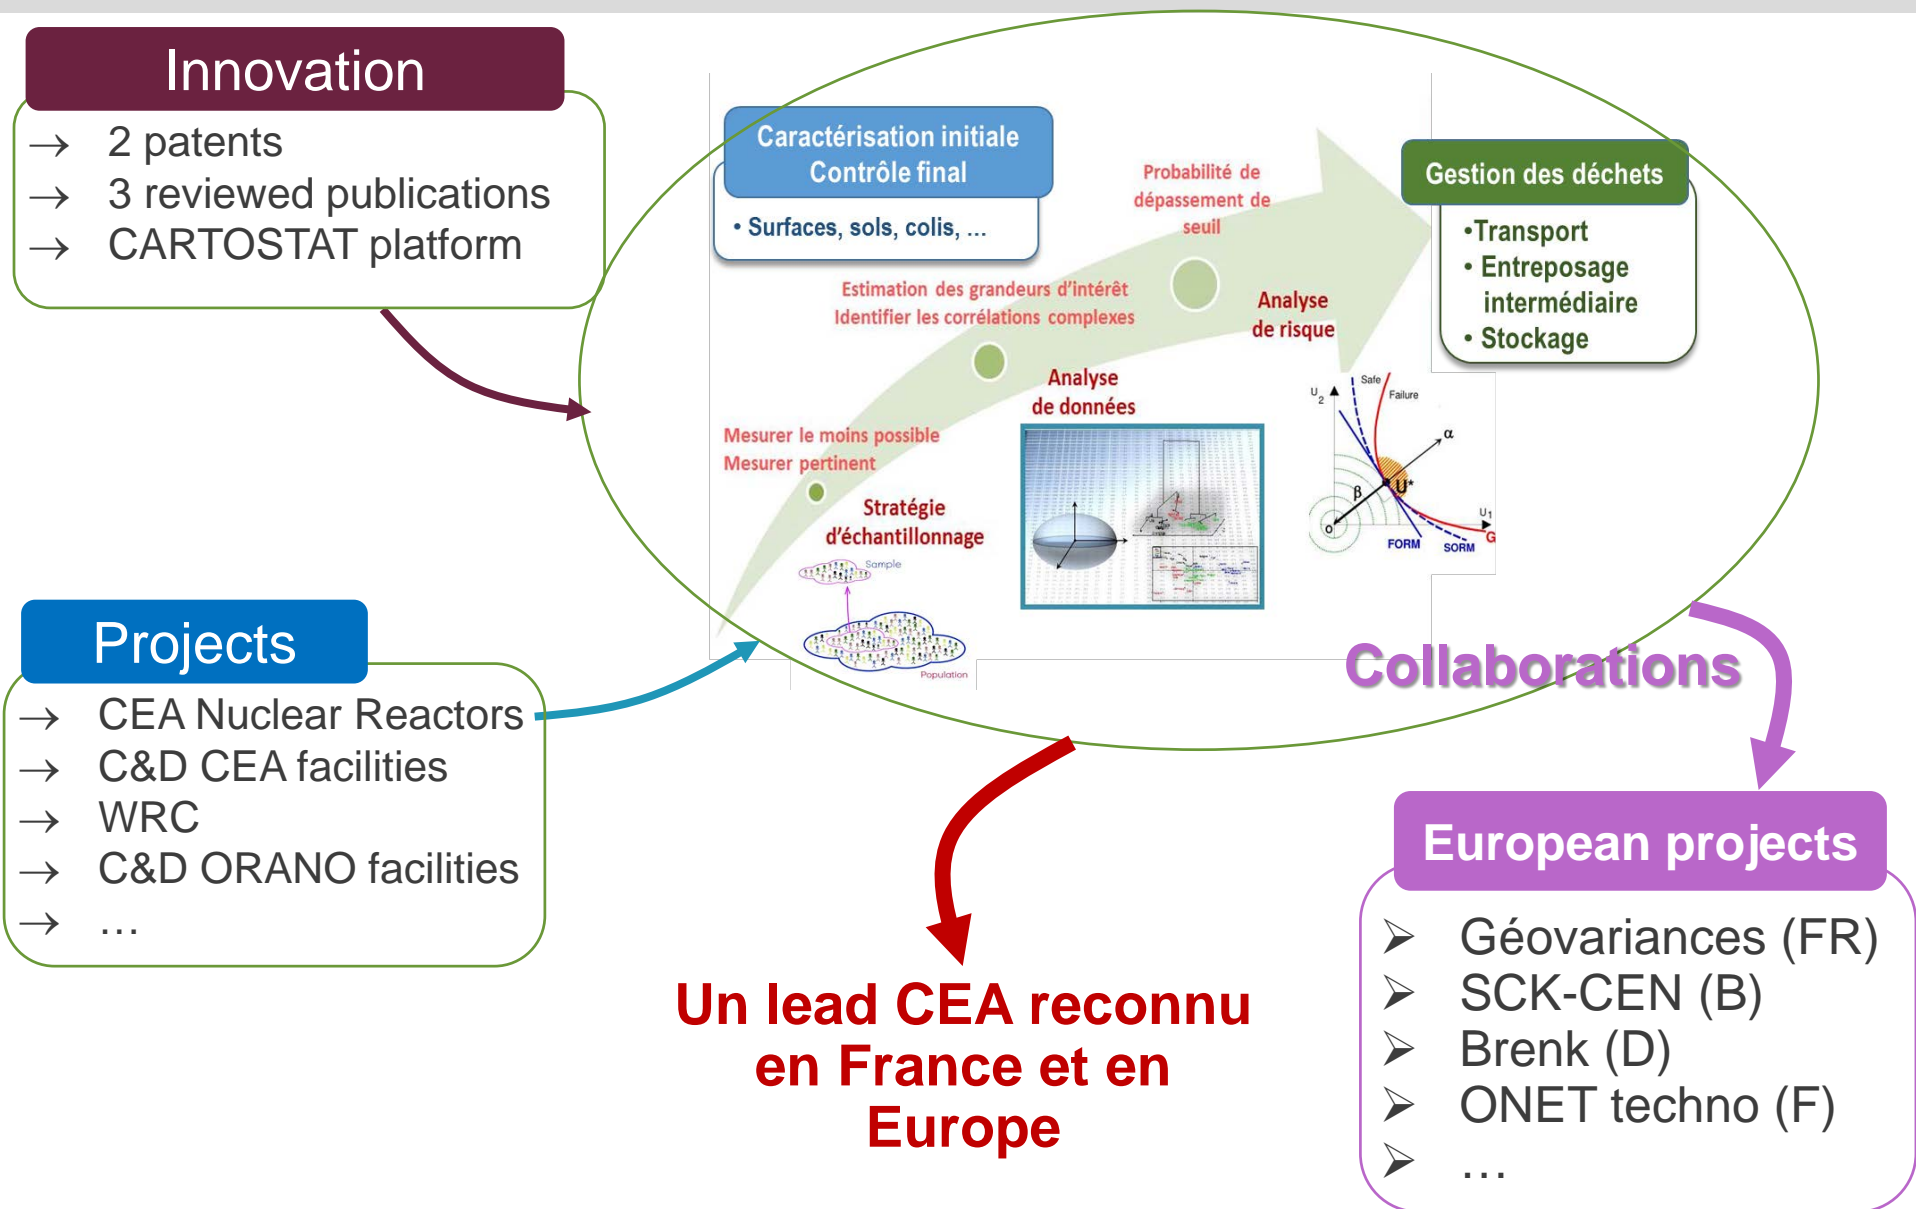 Innovation
→ 2 patents
→ 3 reviewed publications
→ CARTOSTAT platform
Caractérisation initiale
Contrôle final
• Surfaces, sols, colis, ...
Probabilité de
dépassement de
seuil
Gestion des déchets
•Transport
• Entreposage
intermédiaire
• Stockage
Estimation des grandeurs d'intérêt
Identifier les corrélations complexes
Analyse
de risque
Analyse
de données
Mesurer le moins possible
Mesurer pertinent
Stratégie
d'échantillonnage
Sample
Population
U2
Safe
Failure
α
β
U*
O
U1
G
FORM
SORM
Projects
→ CEA Nuclear Reactors
→ C&D CEA facilities
→ WRC
→ C&D ORANO facilities
→ …
Collaborations
European projects
➢ Géovariances (FR)
➢ SCK-CEN (B)
➢ Brenk (D)
➢ ONET techno (F)
➢ …
Un lead CEA reconnu
en France et en
Europe